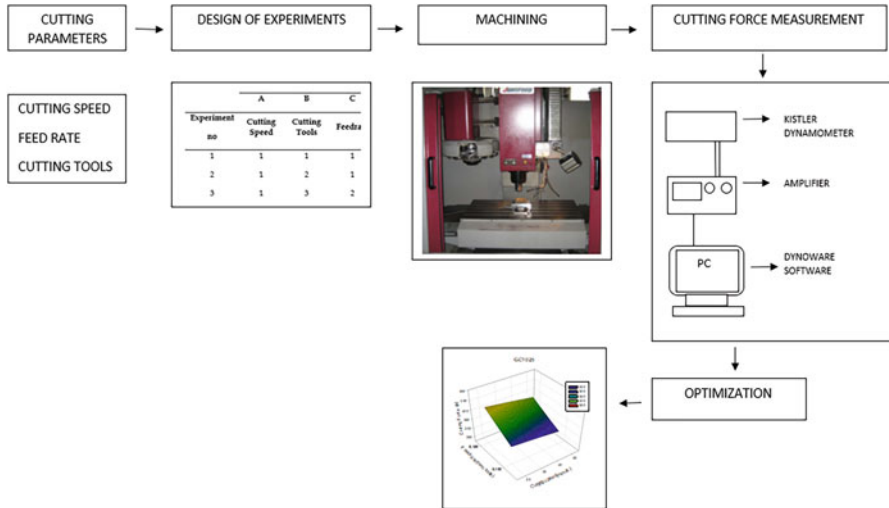 CUTTING
PARAMETERS
DESIGN OF EXPERIMENTS
MACHINING
CUTTING FORCE MEASUREMENT
CUTTING SPEED
FEED RATE
CUTTING TOOLS
A B C
Experiment no Cutting Speed Cutting Tools Feedra
1 1 1 1
2 1 2 1
3 1 3 2
KISTLER
DYNAMOMETER
AMPLIFIER
PC
DYNOWARE
SOFTWARE
OPTIMIZATION